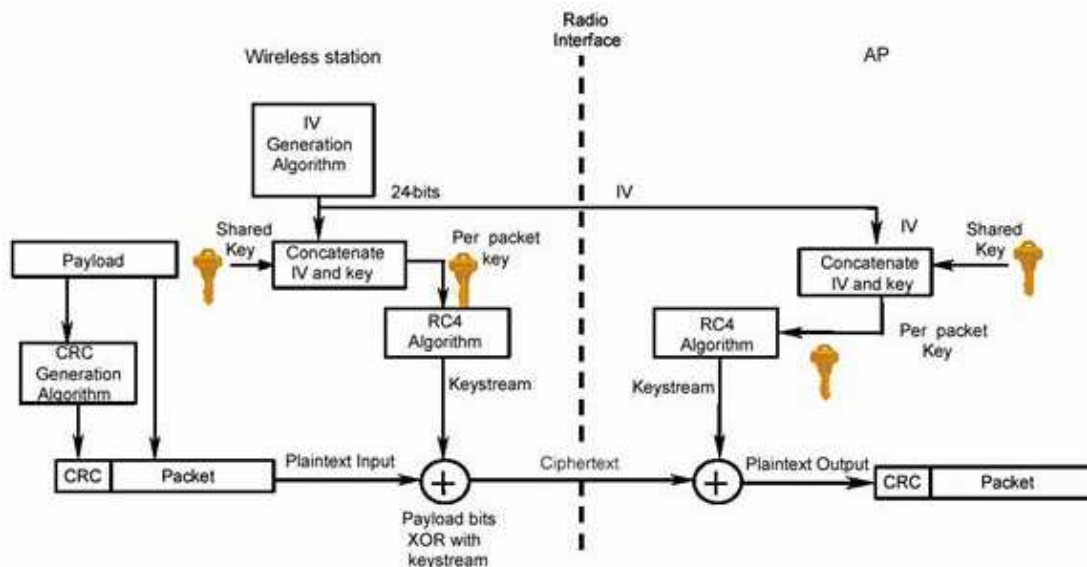 Radio
Interface
Wireless station
AP
IV
Generation
Algorithm
24-bits
IV
Shared
Key
Concatenate
IV and key
Per packet
key
IV
Shared
Key
Concatenate
IV and key
Payload
RC4
Algorithm
RC4
Algorithm
Per packet
Key
CRC
Generation
Algorithm
Keystream
Keystream
CRC
Packet
Plaintext Input
Ciphertext
Plaintext Output
CRC
Packet
Payload bits
XOR with
keystream